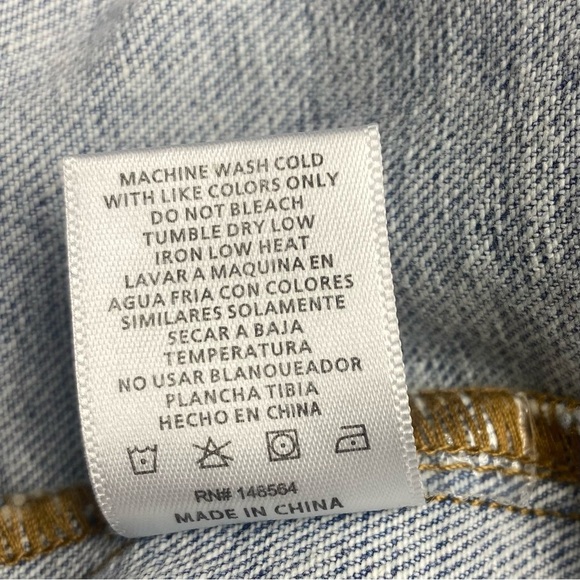 MACHINE WASH COLD
WITH LIKE COLORS ONLY
DO NOT BLEACH
TUMBLE DRY LOW
IRON LOW HEAT
LAVAR A MAQUINA EN
AGUA FRIA CON COLORES
SIMILARES SOLAMENTE
SECAR A BAJA
TEMPERATURA
NO USAR BLANQUEADOR
PLANCHA TIBIA
HECHO EN CHINA
RN# 148564
MADE IN CHINA